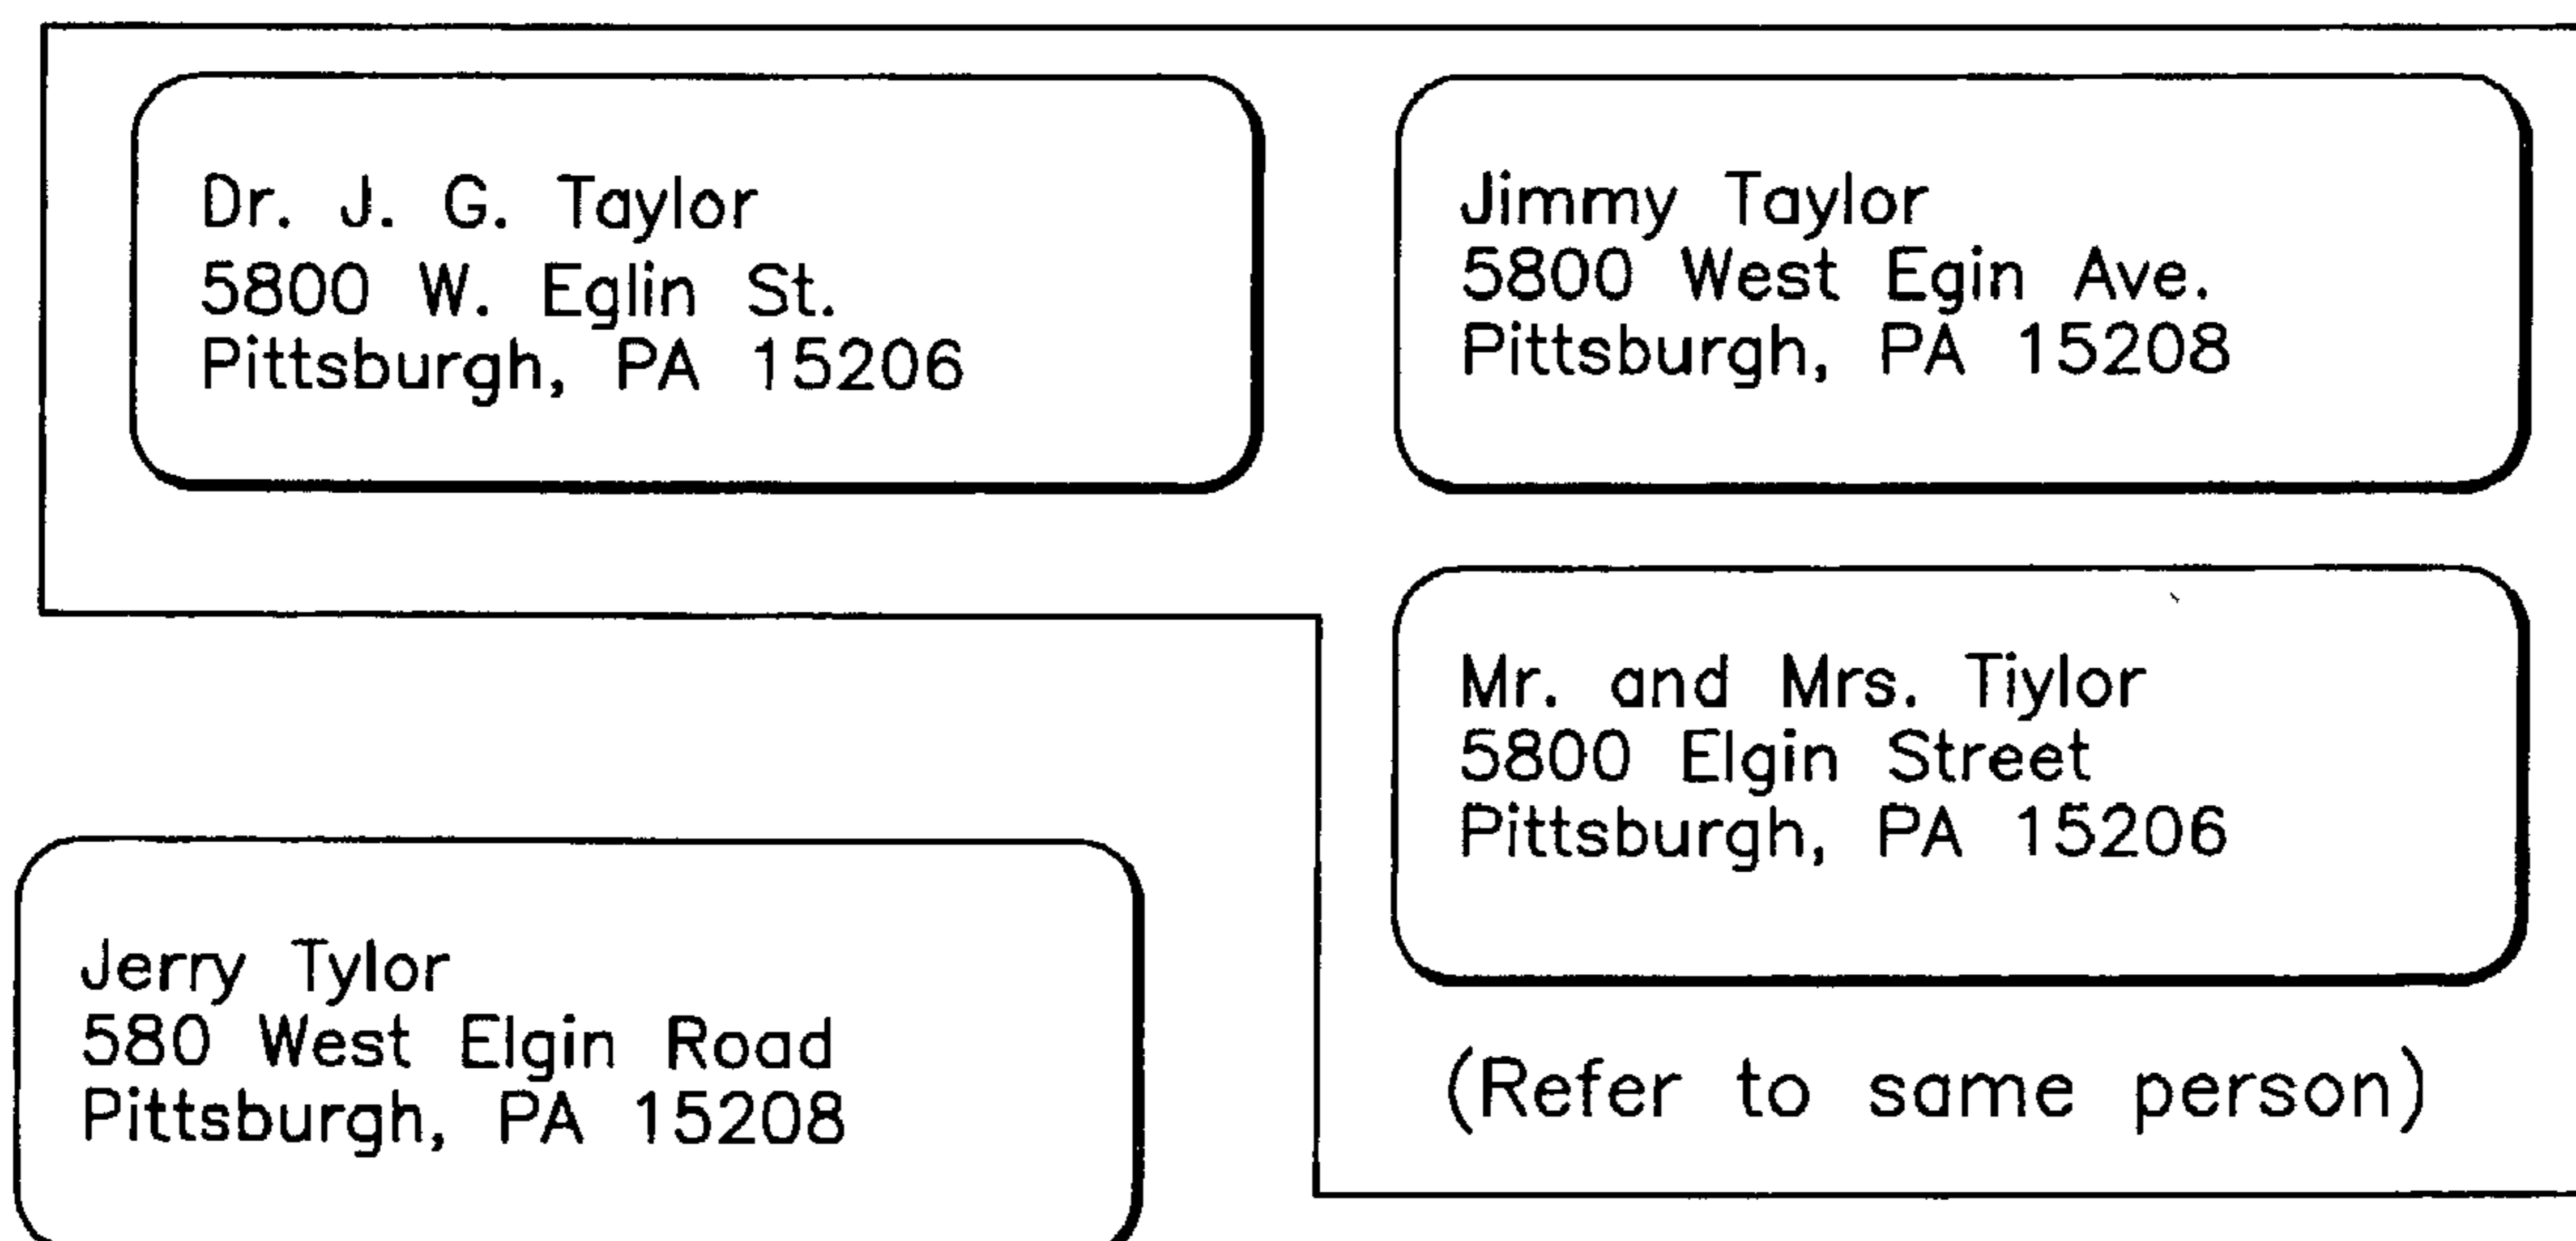 Dr. J. G. Taylor
5800 W. Eglin St.
Pittsburgh, PA 15206
Jimmy Taylor
5800 West Egin Ave.
Pittsburgh, PA 15208
Mr. and Mrs. Tiylor
5800 Elgin Street
Pittsburgh, PA 15206
(Refer to same person)
Jerry Tylor
580 West Elgin Road
Pittsburgh, PA 15208